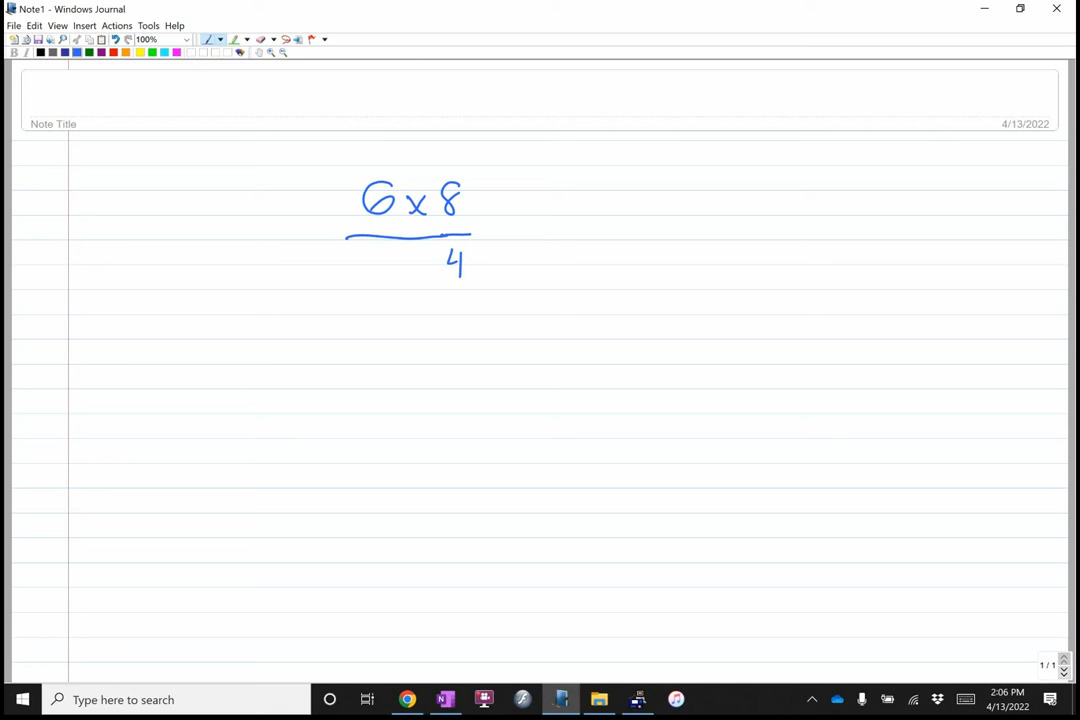 Note1 - Windows Journal
File Edit View Insert Actions Tools Help
100%
B I
Note Title
4/13/2022
6 x 8
4
1 / 1
Type here to search
2:06 PM
4/13/2022